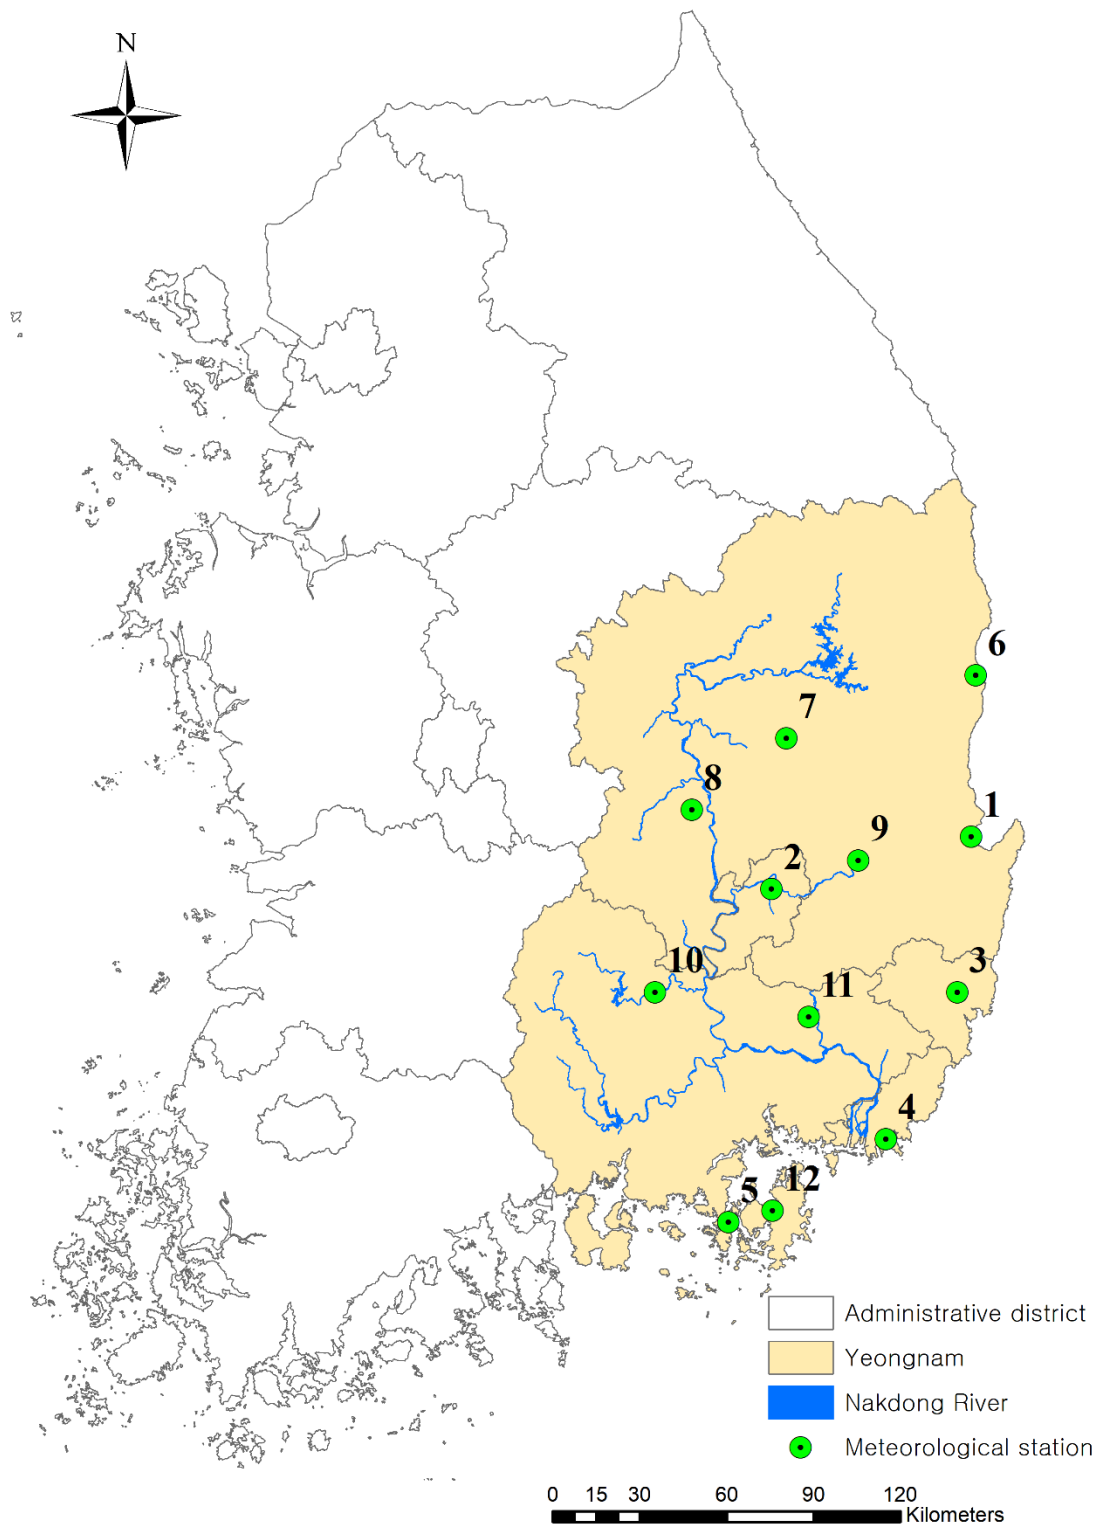 N
6
7
8
1
9
2
10
3
11
4
5
12
Administrative district
Yeongnam
Nakdong River
Meteorological station
0 15 30 60 90 120
Kilometers